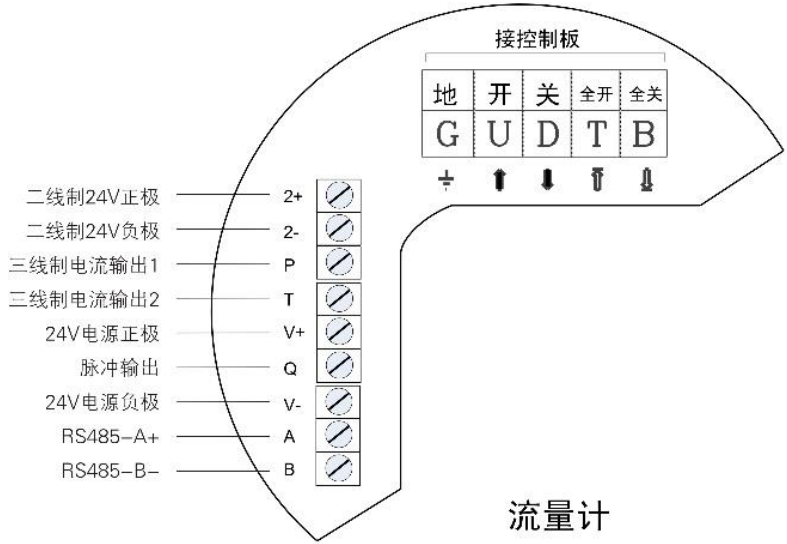 接控制板
地 开 关 全开 全关
G U D T B
二线制24V正极 2+
二线制24V负极 2-
三线制电流输出1 P
三线制电流输出2 T
24V电源正极 V+
脉冲输出 Q
24V电源负极 V-
RS485-A+ A
RS485-B- B
流量计